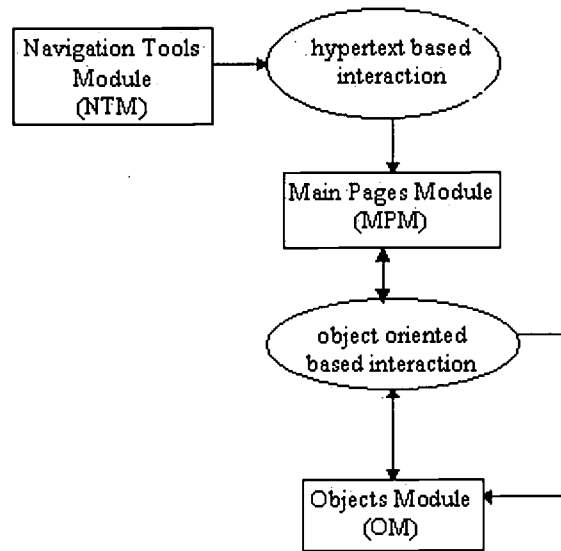 Navigation Tools
Module
(NTM)
hypertext based
interaction
Main Pages Module
(MPM)
object oriented
based interaction
Objects Module
(OM)